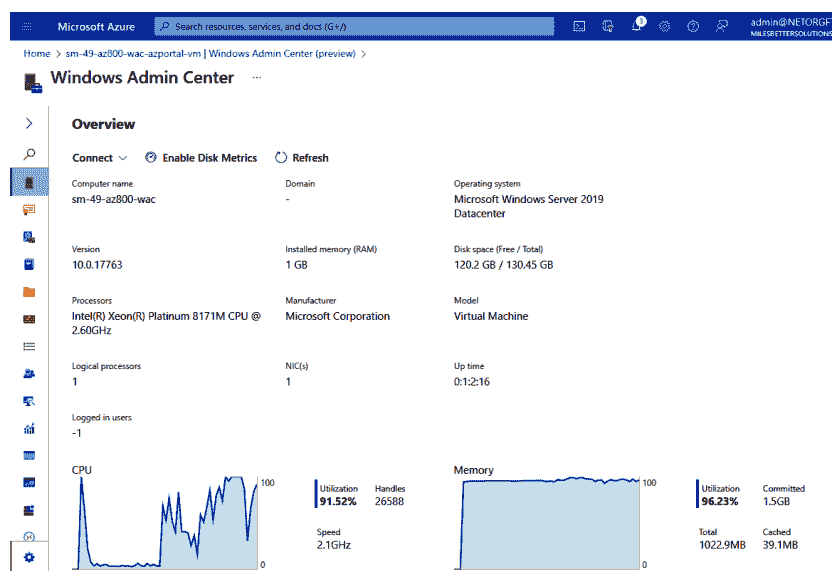 Microsoft Azure
Search resources, services, and docs (G+/)
3
admin@NETORGFT
MILESBETTERSOLUTIONS
Home > sm-49-az800-wac-azportal-vm | Windows Admin Center (preview) >
Windows Admin Center ...
Overview
Connect Enable Disk Metrics Refresh
Computer name Domain Operating system
sm-49-az800-wac - Microsoft Windows Server 2019
Datacenter
Version Installed memory (RAM) Disk space (Free / Total)
10.0.17763 1 GB 120.2 GB / 130.45 GB
Processors Manufacturer Model
Intel(R) Xeon(R) Platinum 8171M CPU @ Microsoft Corporation Virtual Machine
2.60GHz
Logical processors NIC(s) Up time
1 1 0:1:2:16
Logged in users
-1
CPU Memory
100 Utilization Handles 100 Utilization Committed
91.52% 26588 96.23% 1.5GB
Speed Total Cached
2.1GHz 1022.9MB 39.1MB
0 0